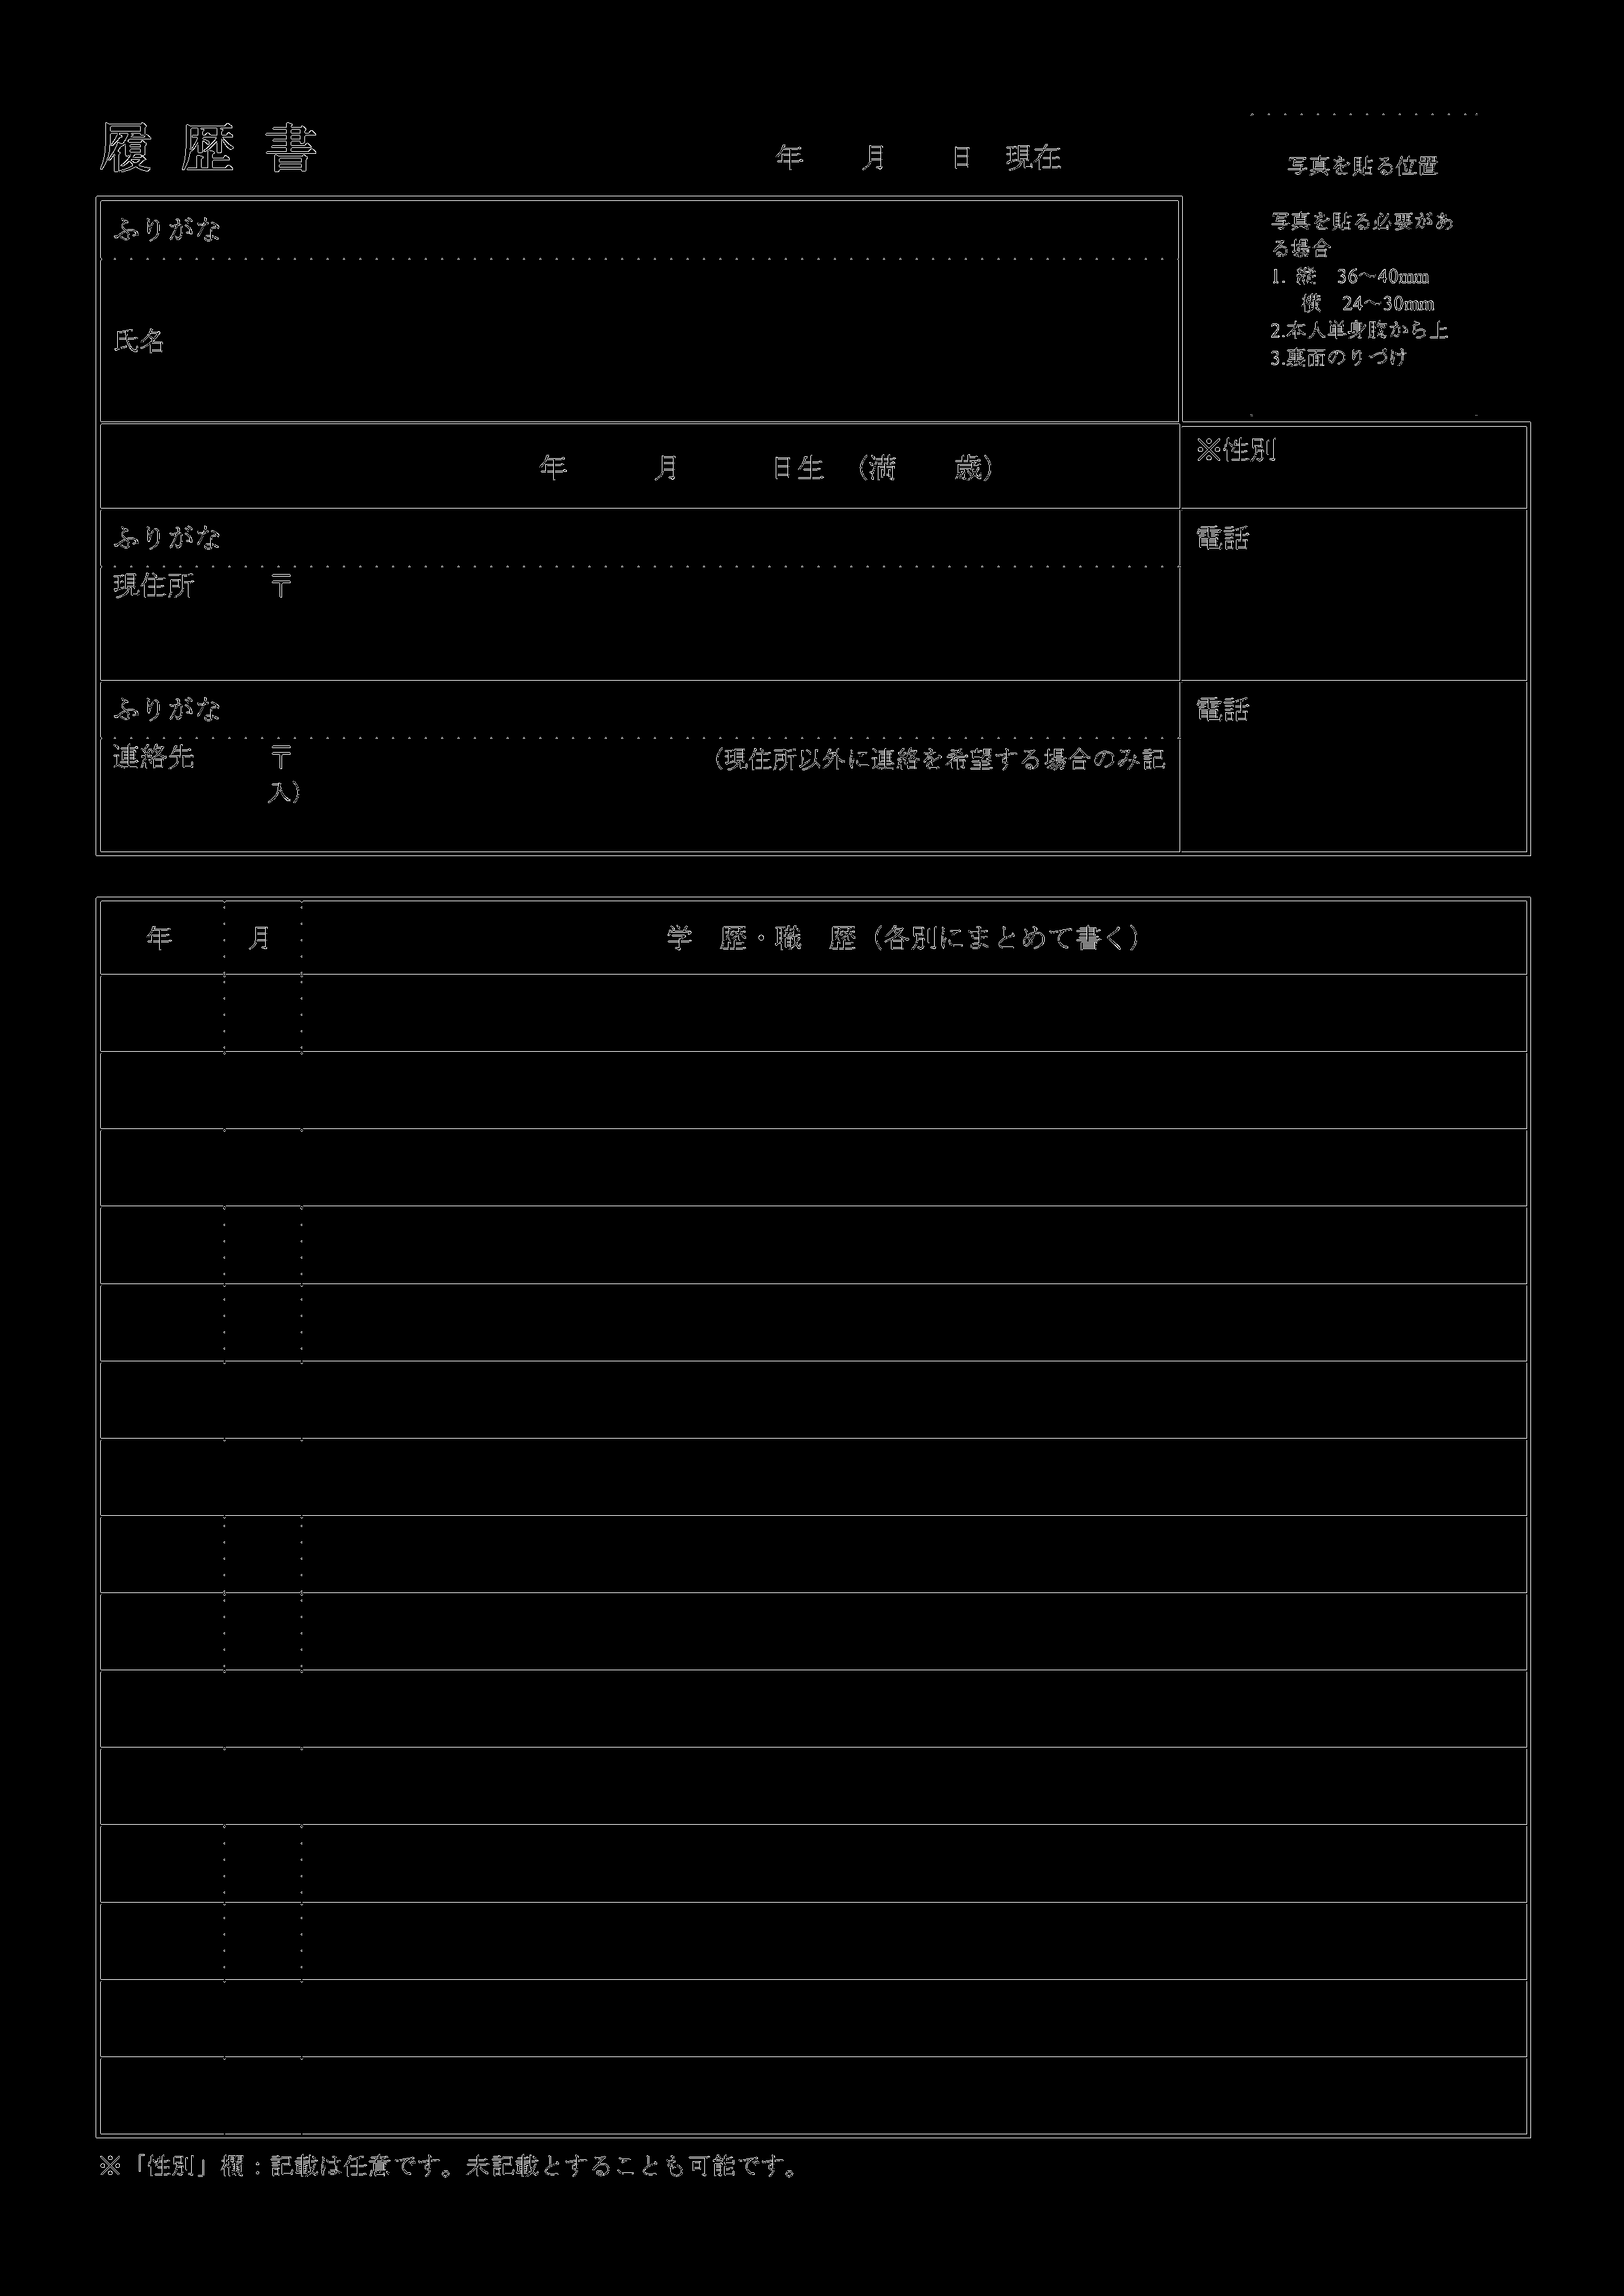 履 歴 書
年 月 日 現在
写真を貼る位置
写真を貼る必要があ
る場合
1. 縦 36～40mm
横 24～30mm
2.本人単身胸から上
3.裏面のりづけ
ふりがな
氏名
年 月 日生 (満 歳)
※性別
ふりがな
電話
現住所 〒
ふりがな
電話
連絡先 〒 (現住所以外に連絡を希望する場合のみ記
入)
年 月 学 歴・職 歴 (各別にまとめて書く)
※「性別」欄：記載は任意です。未記載とすることも可能です。